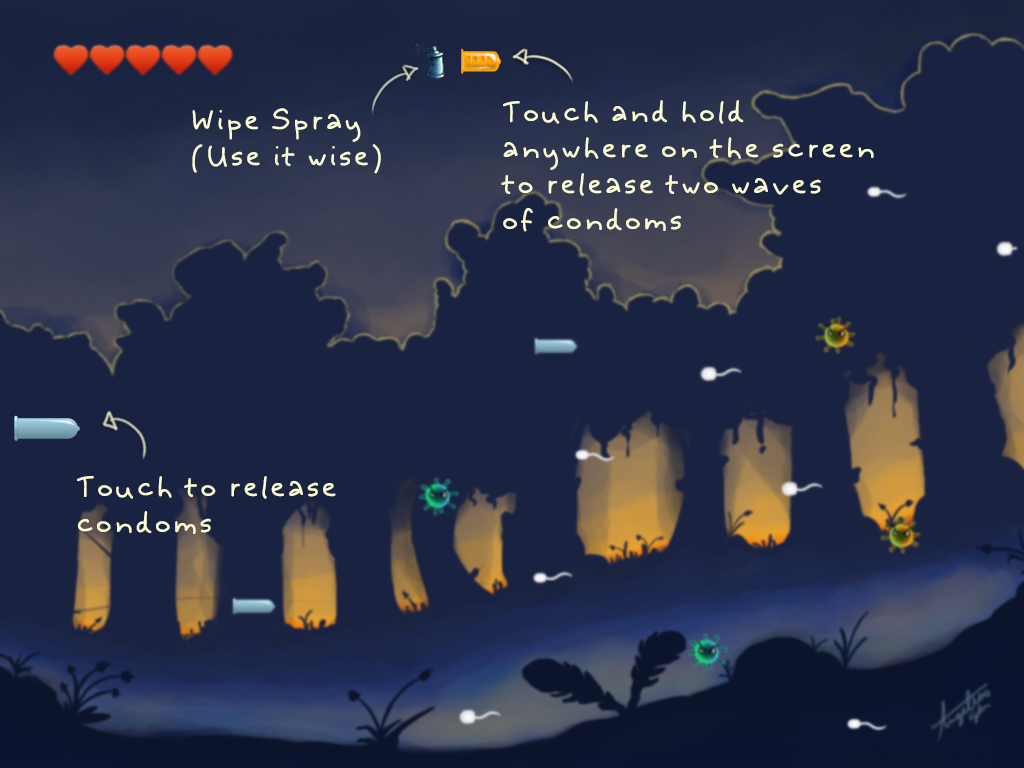 Wipe Spray
(Use it wise)
Touch and hold
anywhere on the screen
to release two waves
of condoms
Touch to release
condoms